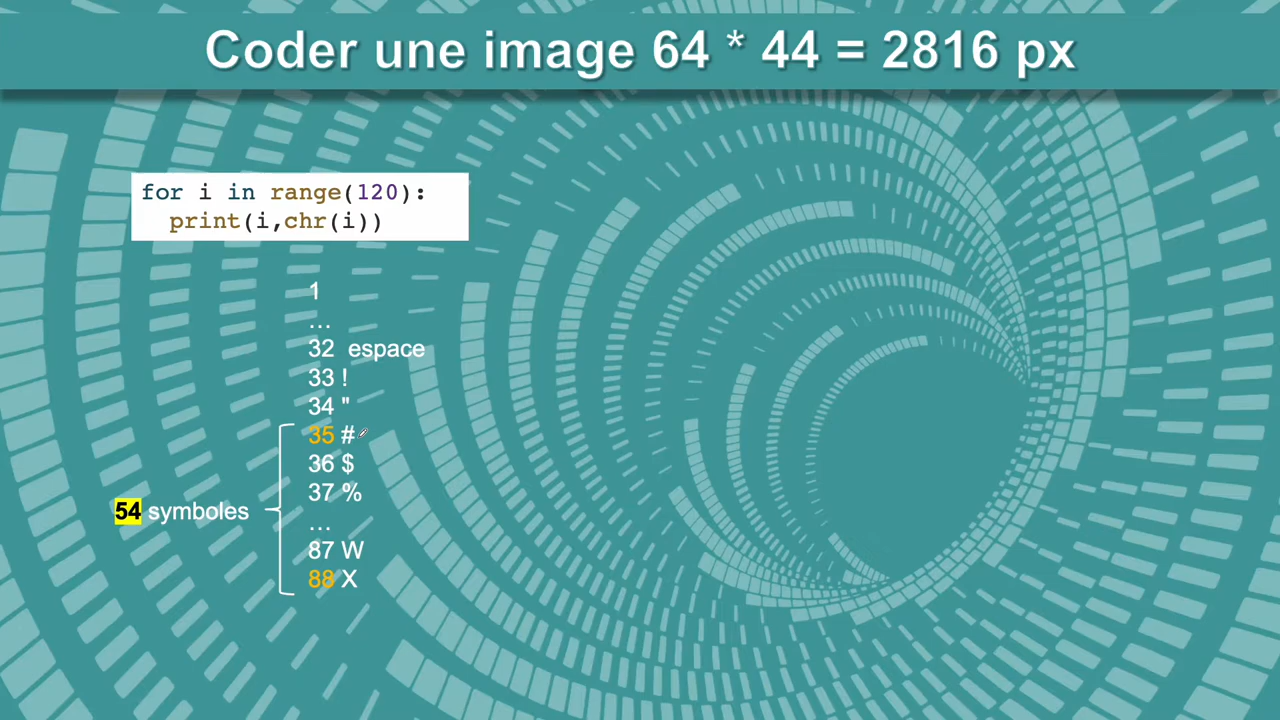 Coder une image 64 * 44 = 2816 px
for i in range(120):
  print(i,chr(i))
1
...
32 espace
33 !
34 "
35 #
36 $
37 %
...
87 W
88 X
54 symboles